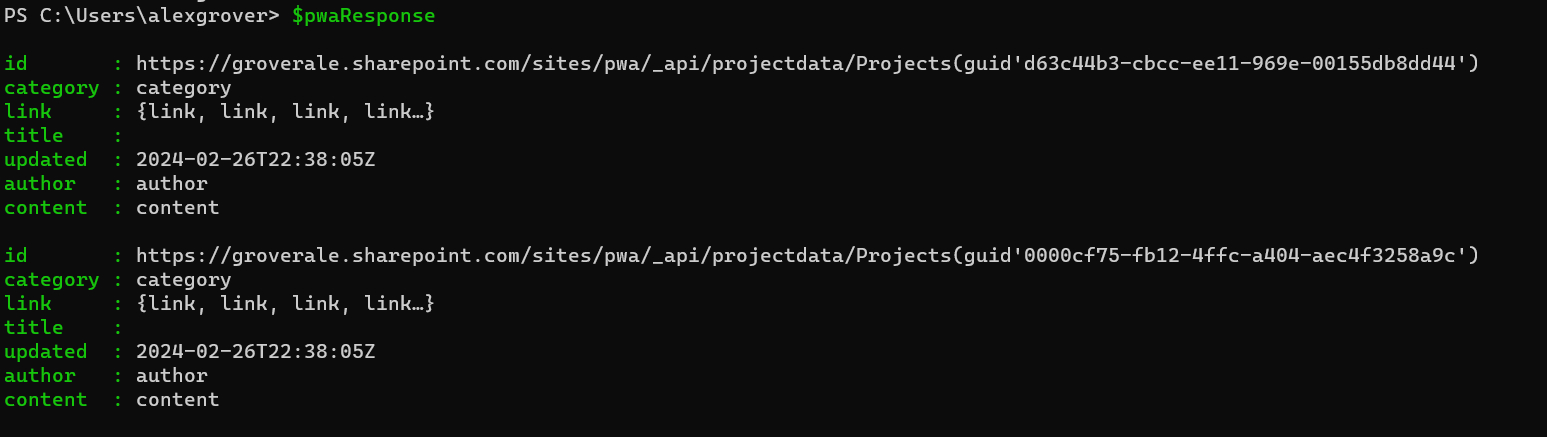 PS C:\Users\alexgrover> $pwaResponse
id       : https://groverale.sharepoint.com/sites/pwa/_api/projectdata/Projects(guid'd63c44b3-cbcc-ee11-969e-00155db8dd44')
category : category
link     : {link, link, link, link…}
title    :
updated  : 2024-02-26T22:38:05Z
author   : author
content  : content
id       : https://groverale.sharepoint.com/sites/pwa/_api/projectdata/Projects(guid'0000cf75-fb12-4ffc-a404-aec4f3258a9c')
category : category
link     : {link, link, link, link…}
title    :
updated  : 2024-02-26T22:38:05Z
author   : author
content  : content